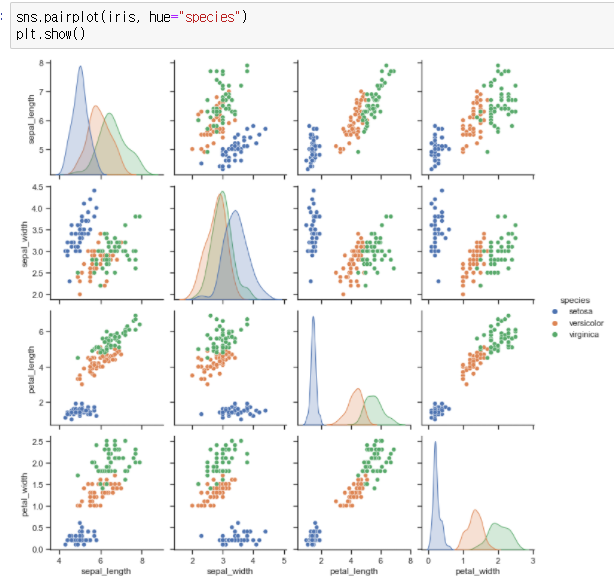 sns.pairplot(iris, hue="species")
plt.show()
8
7
6
5
sepal_length
4.5
4.0
3.5
3.0
2.5
2.0
sepal_width
6
4
2
petal_length
species
setosa
versicolor
virginica
2.5
2.0
1.5
1.0
0.5
0.0
petal_width
4 6 8 2 3 4 5 2 4 6 8 0 1 2 3
sepal_length sepal_width petal_length petal_width